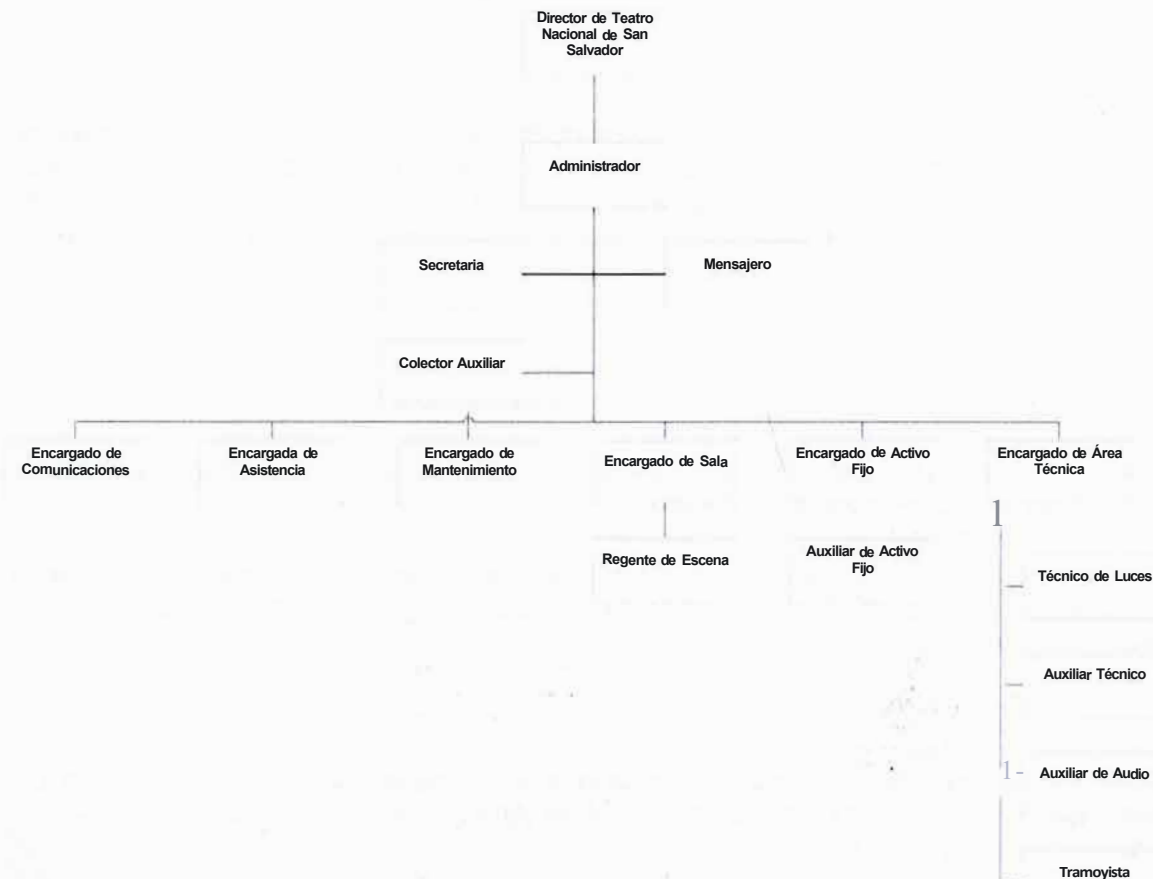 Director de Teatro
Nacional de San
Salvador
Administrador
Secretaria
Mensajero
Colector Auxiliar
Encargado de
Comunicaciones
Encargada de
Asistencia
Encargado de
Mantenimiento
Encargado de Sala
Encargado de Activo
Fijo
Encargado de Área
Técnica
Regente de Escena
Auxiliar de Activo
Fijo
Técnico de Luces
Auxiliar Técnico
Auxiliar de Audio
Tramoyista